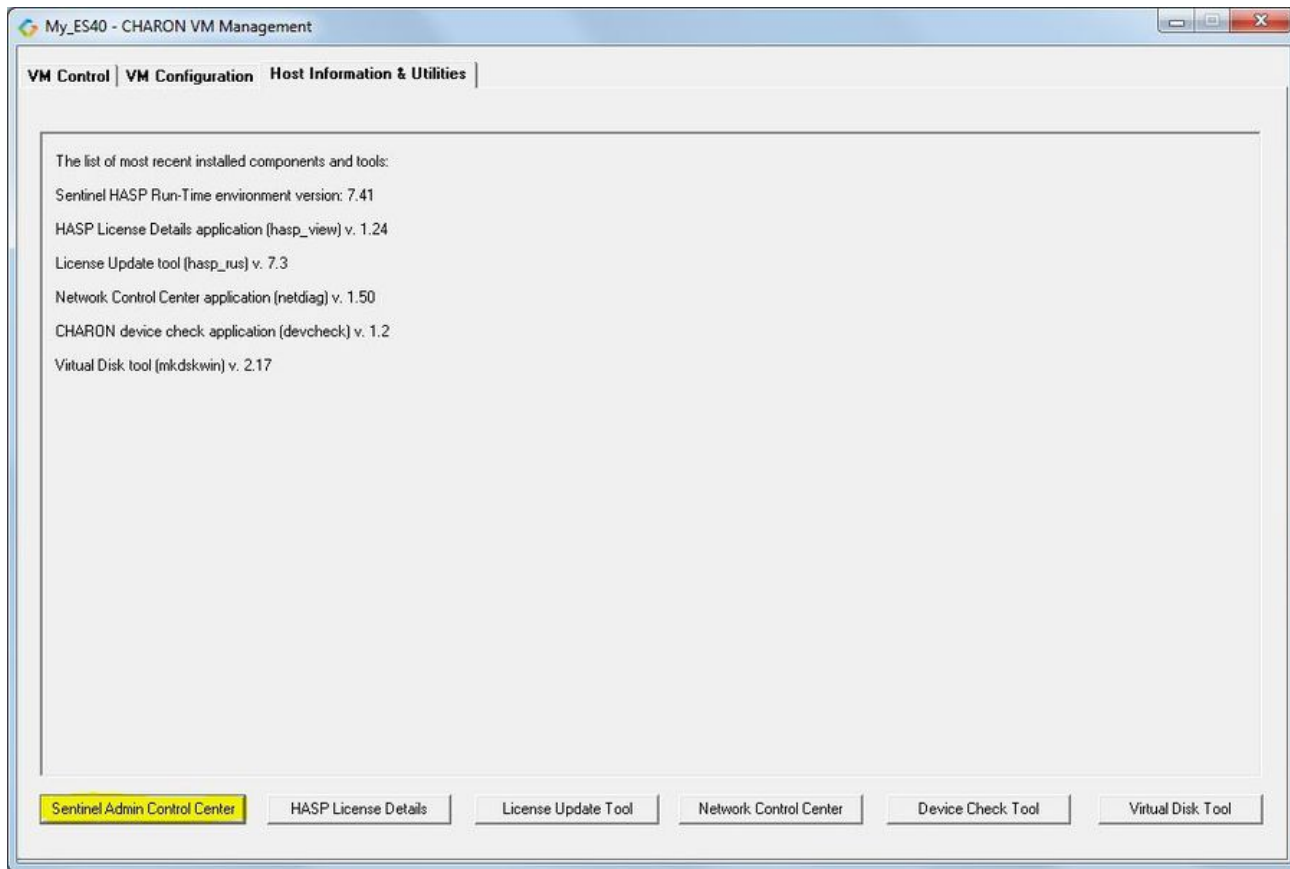 My_ES40 - CHARON VM Management
VM Control VM Configuration Host Information & Utilities
The list of most recent installed components and tools:
Sentinel HASP Run-Time environment version: 7.41
HASP License Details application (hasp_view) v. 1.24
License Update tool (hasp_rus) v. 7.3
Network Control Center application (netdiag) v. 1.50
CHARON device check application (devcheck) v. 1.2
Virtual Disk tool (mkdskwin) v. 2.17
Sentinel Admin Control Center HASP License Details License Update Tool Network Control Center Device Check Tool Virtual Disk Tool